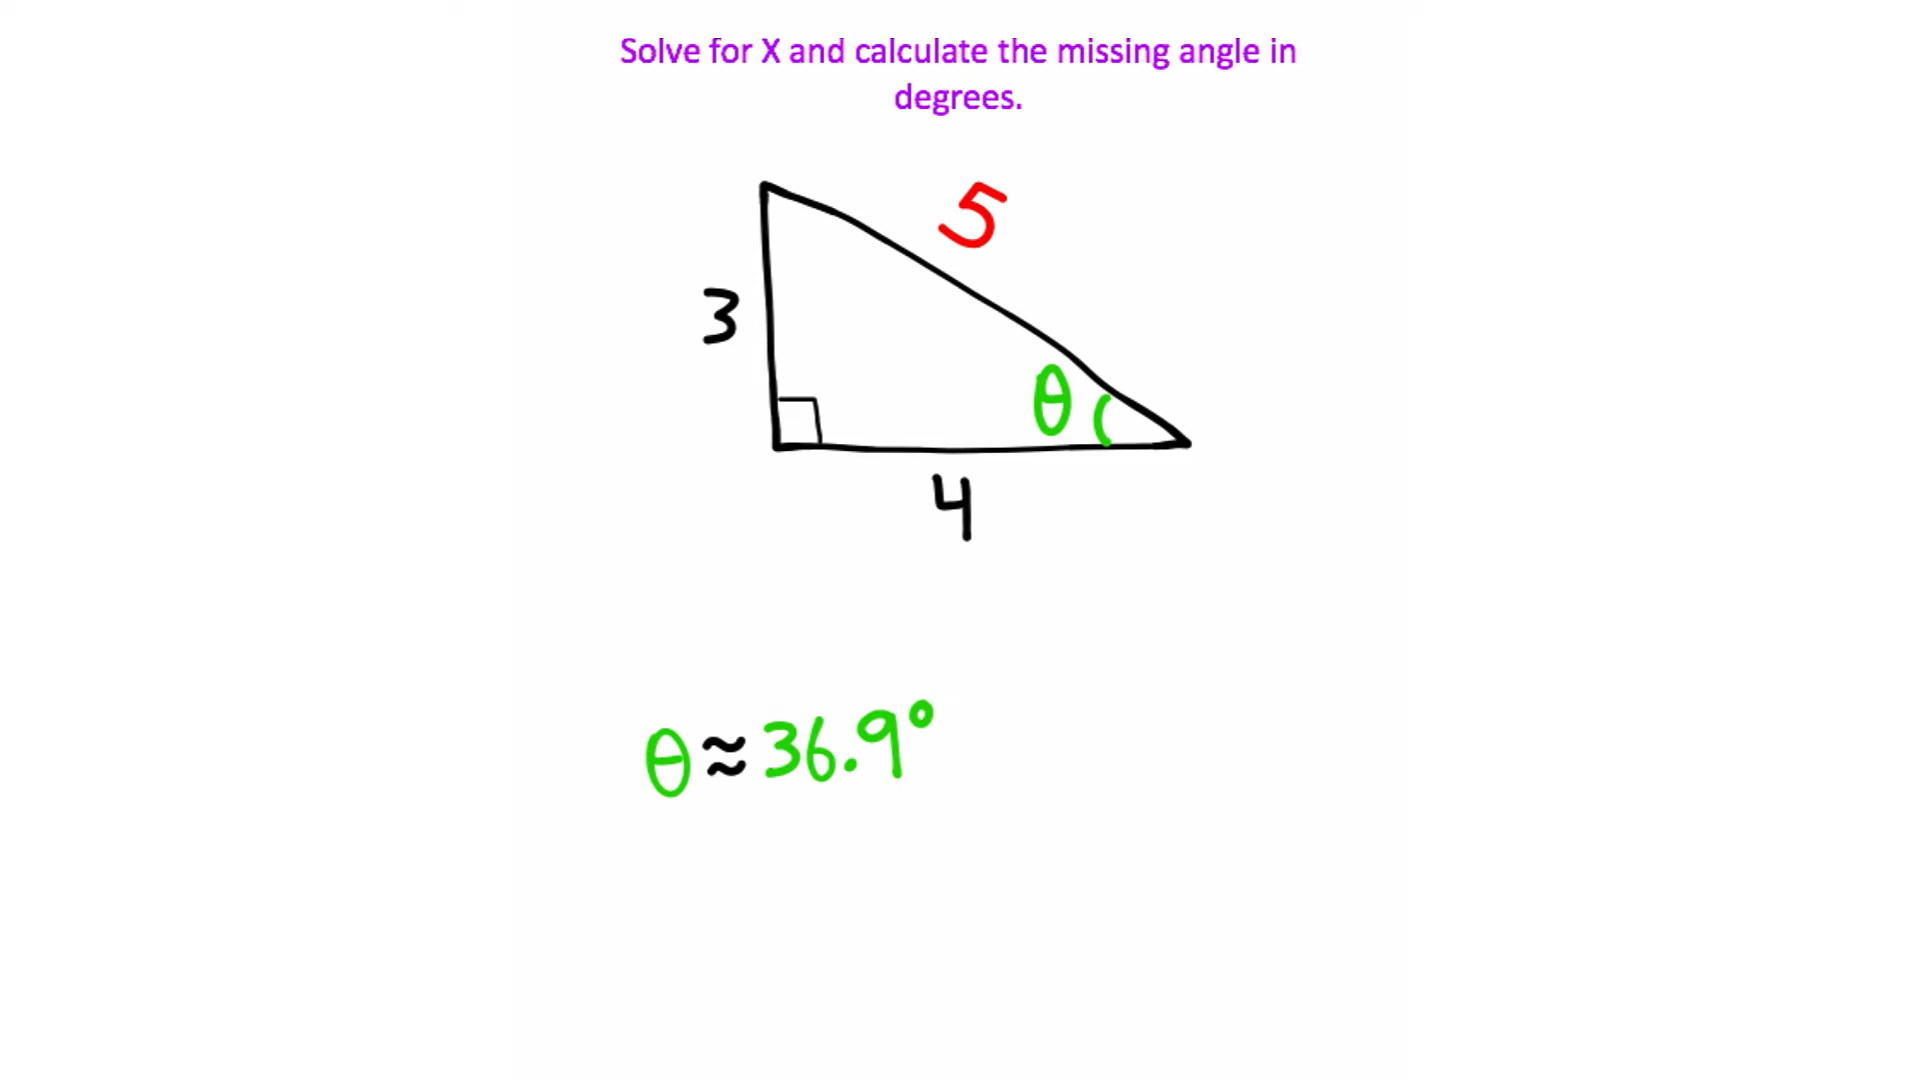 Solve for X and calculate the missing angle in
degrees.
5
3
θ
4
θ≈36.9°